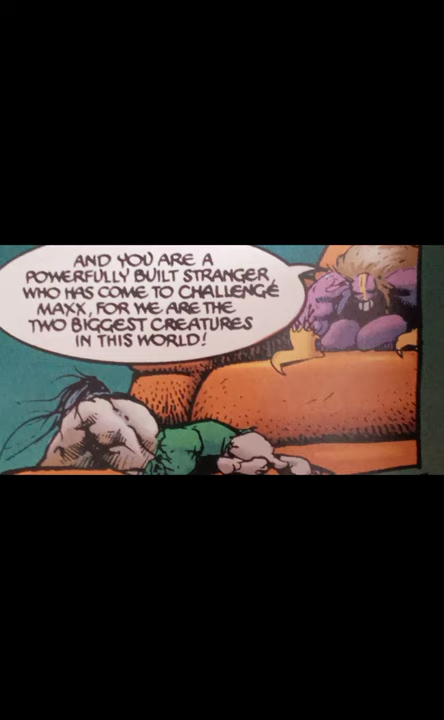 AND YOU ARE A
POWERFULLY BUILT STRANGER,
WHO HAS COME TO CHALLENGE
MAXX, FOR WE ARE THE
TWO BIGGEST CREATURES
IN THIS WORLD!